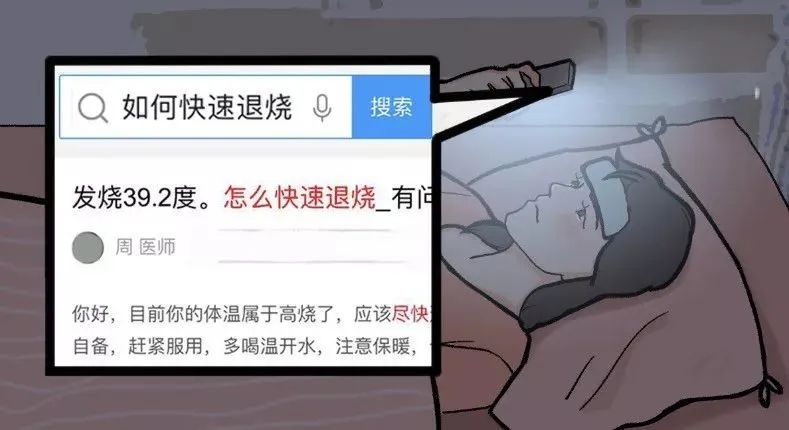 如何快速退烧
搜索
发烧39.2度。怎么快速退烧_有问
周 医师
你好，目前你的体温属于高烧了，应该尽快
自备，赶紧服用，多喝温开水，注意保暖，